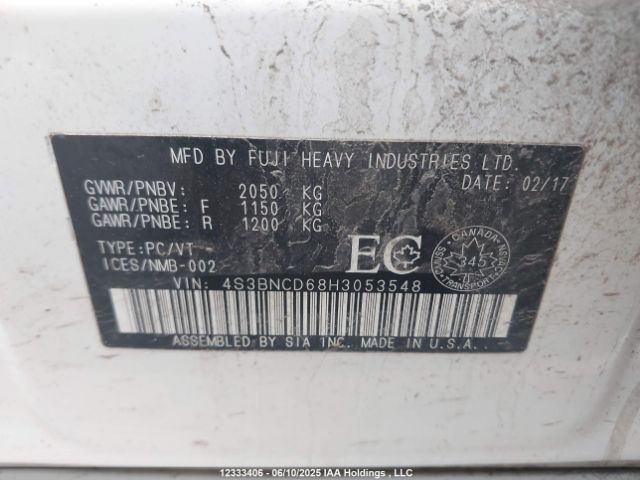 MFD BY FUJI HEAVY INDUSTRIES LTD.
DATE: 02/17
GVWR/PNBV: 2050 KG
GAWR/PNBE: F 1150 KG
GAWR/PNBE: R 1200 KG
TYPE:PC/VT
ICES/NMB-002
EC
CANADA
345
CMVSS
NSVAC
VIN: 4S3BNCD68H3053548
ASSEMBLED BY SIA INC. MADE IN U.S.A.
12333406 - 06/10/2025 IAA Holdings , LLC